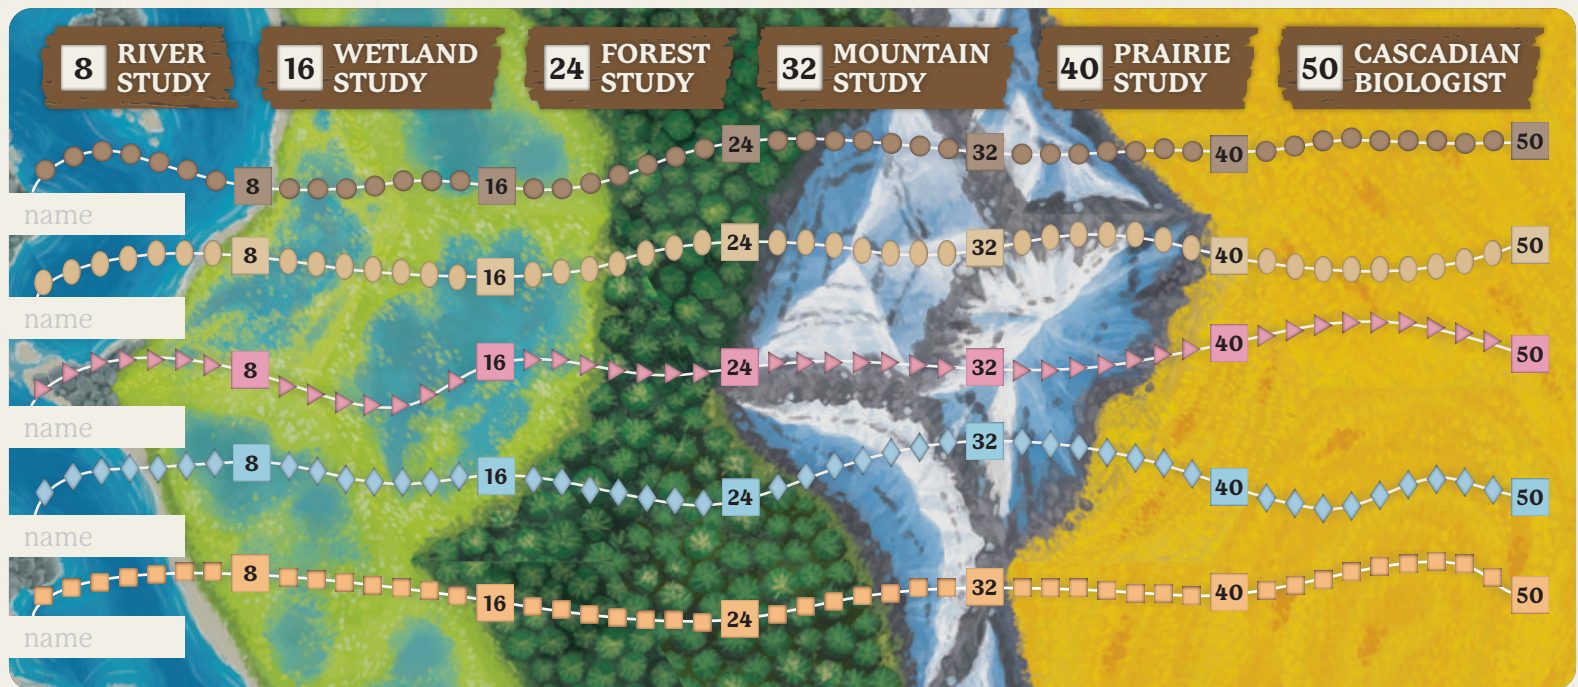 8 RIVER STUDY
16 WETLAND STUDY
24 FOREST STUDY
32 MOUNTAIN STUDY
40 PRAIRIE STUDY
50 CASCADIAN BIOLOGIST
8 16 24 32 40 50
name
8 16 24 32 40 50
name
8 16 24 32 40 50
name
8 16 24 32 40 50
name
8 16 24 32 40 50
name